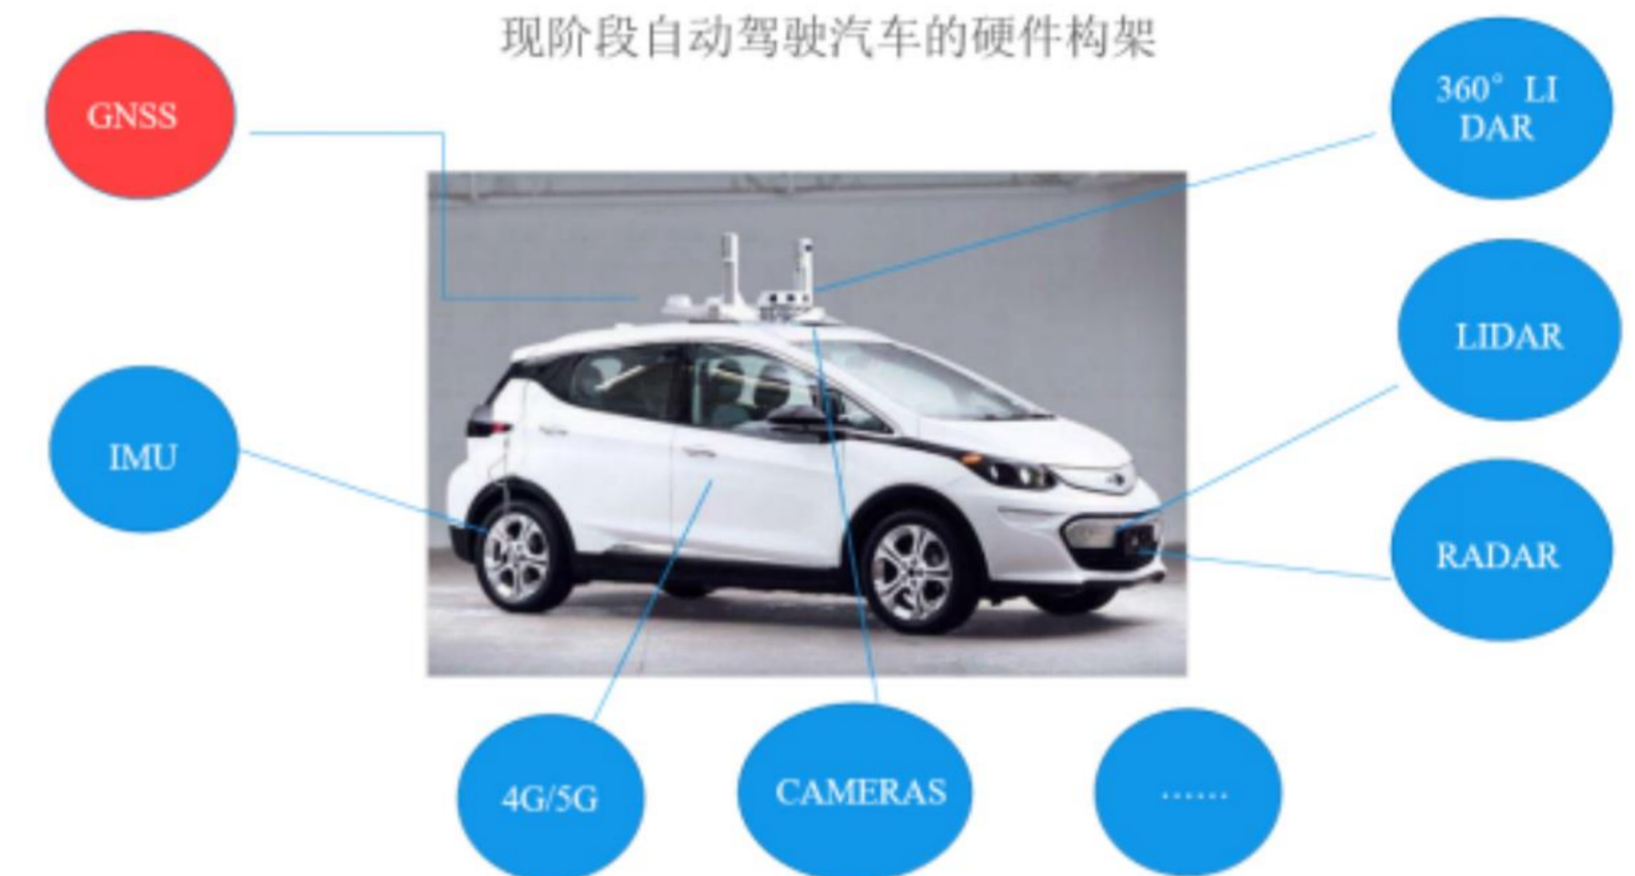 现阶段自动驾驶汽车的硬件构架
GNSS
360°LI
DAR
LIDAR
IMU
RADAR
4G/5G
CAMERAS
......